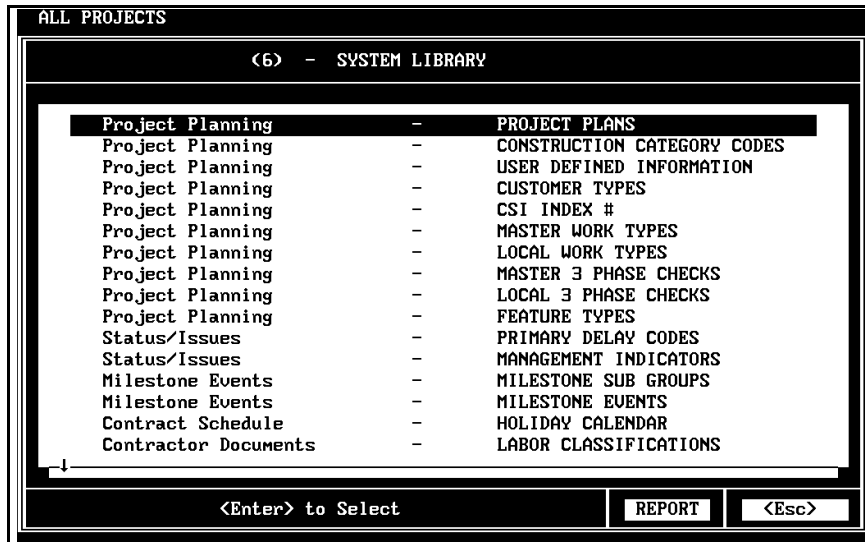 ALL PROJECTS
(6) - SYSTEM LIBRARY
Project Planning - PROJECT PLANS
Project Planning - CONSTRUCTION CATEGORY CODES
Project Planning - USER DEFINED INFORMATION
Project Planning - CUSTOMER TYPES
Project Planning - CSI INDEX #
Project Planning - MASTER WORK TYPES
Project Planning - LOCAL WORK TYPES
Project Planning - MASTER 3 PHASE CHECKS
Project Planning - LOCAL 3 PHASE CHECKS
Project Planning - FEATURE TYPES
Status/Issues - PRIMARY DELAY CODES
Status/Issues - MANAGEMENT INDICATORS
Milestone Events - MILESTONE SUB GROUPS
Milestone Events - MILESTONE EVENTS
Contract Schedule - HOLIDAY CALENDAR
Contractor Documents - LABOR CLASSIFICATIONS
<Enter> to Select REPORT <Esc>